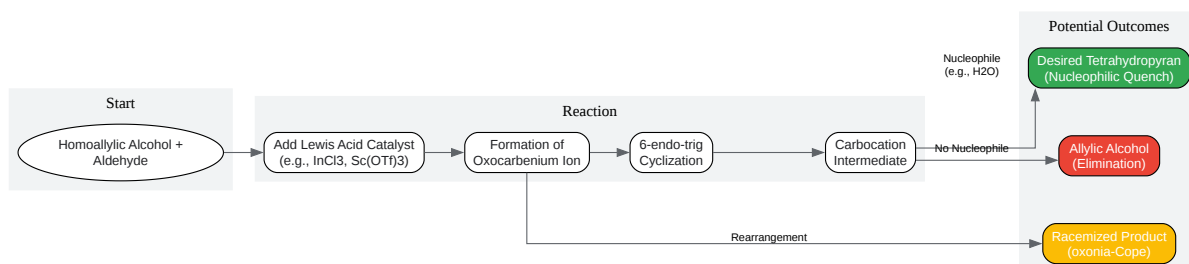 Start
Homoallylic Alcohol +
Aldehyde
Reaction
Add Lewis Acid Catalyst
(e.g., InCl3, Sc(OTf)3)
Formation of
Oxocarbenium Ion
6-endo-trig
Cyclization
Carbocation
Intermediate
Nucleophile
(e.g., H2O)
No Nucleophile
Rearrangement
Potential Outcomes
Desired Tetrahydropyran
(Nucleophilic Quench)
Allylic Alcohol
(Elimination)
Racemized Product
(oxonia-Cope)